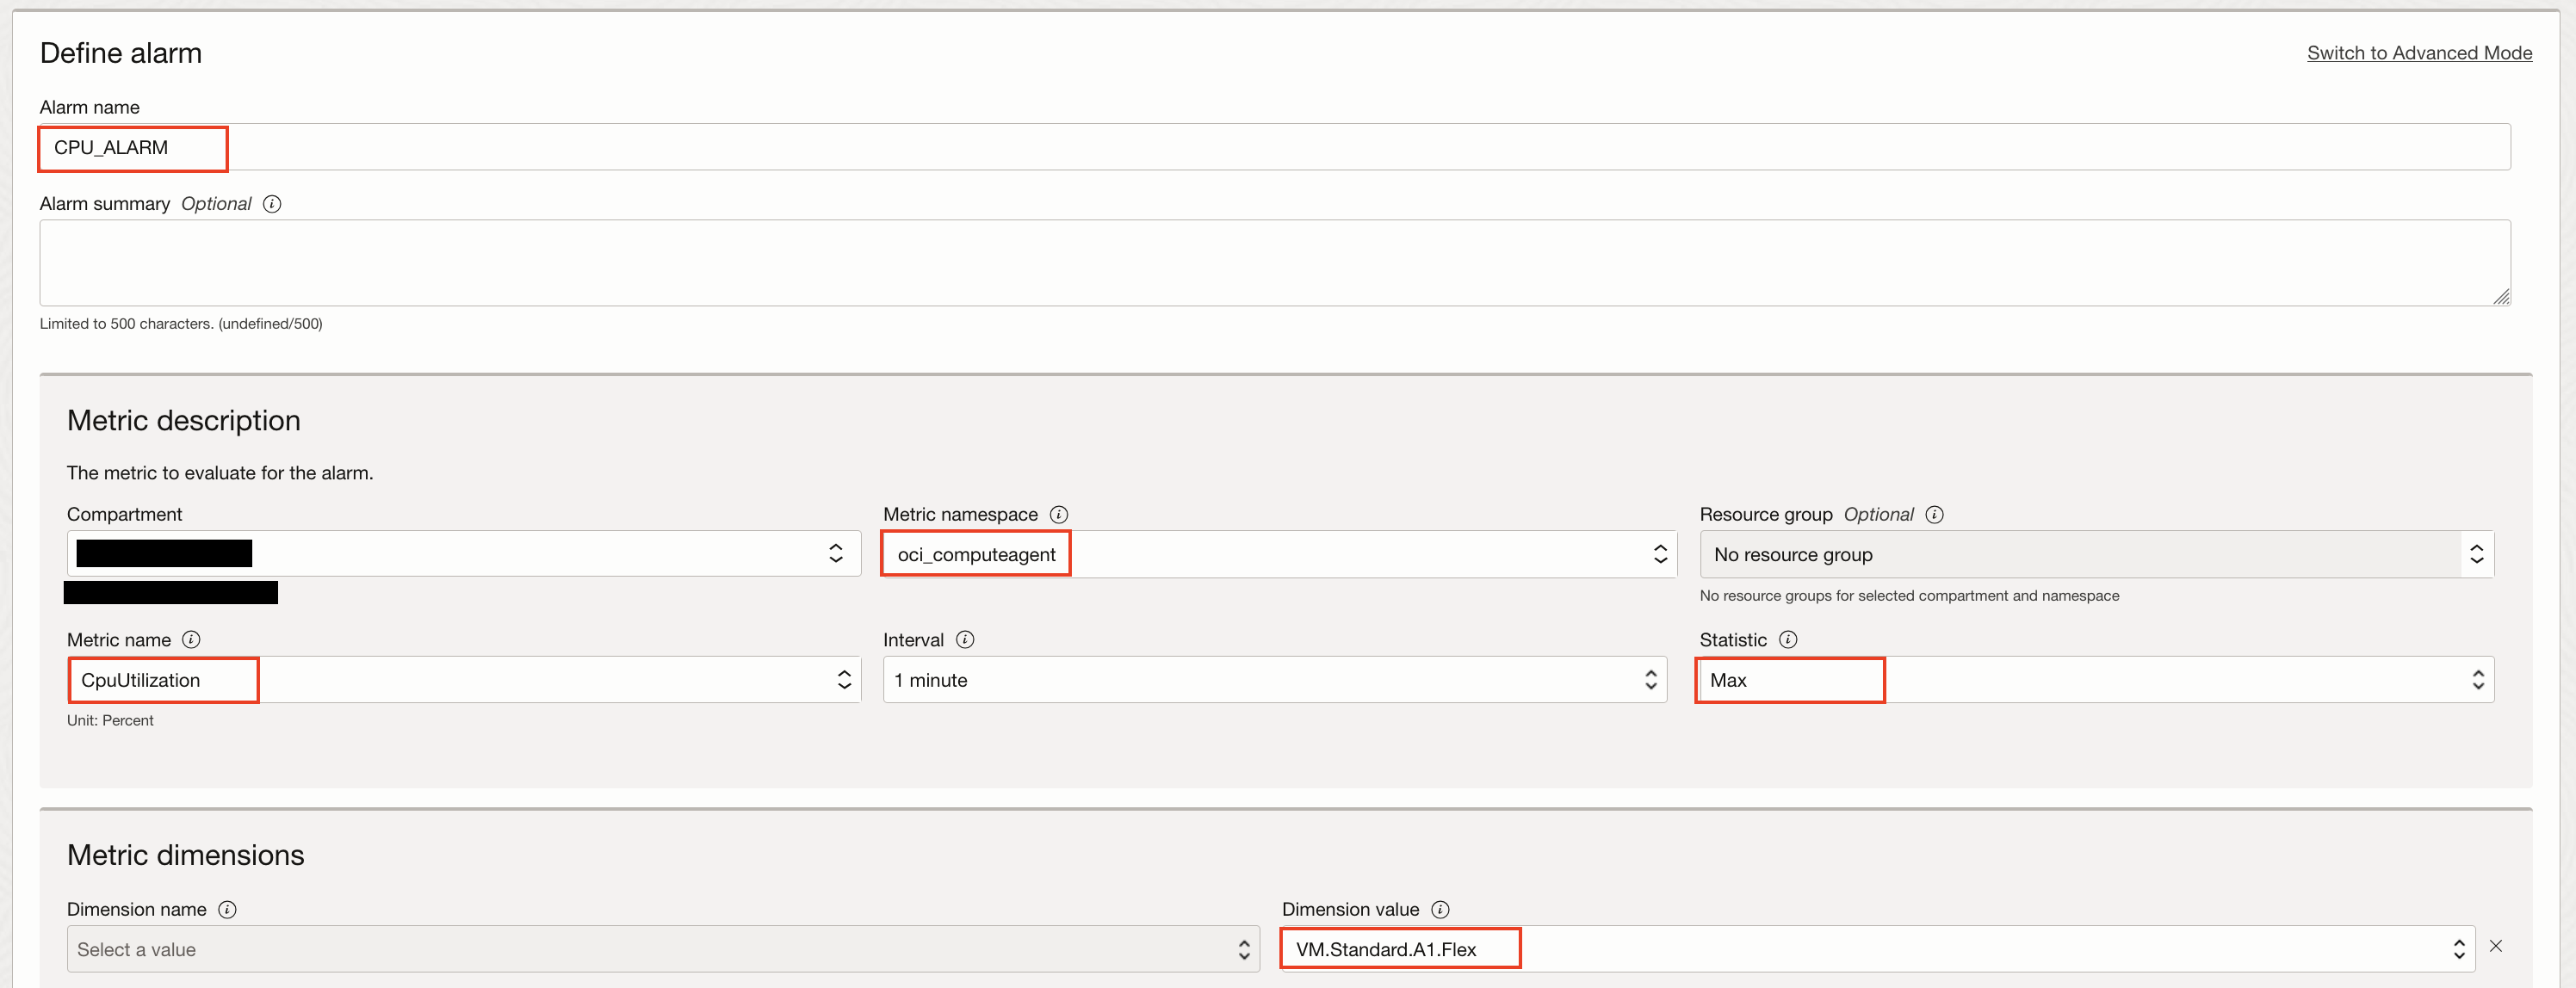 Define alarm
Switch to Advanced Mode
Alarm name
CPU_ALARM
Alarm summary Optional
Limited to 500 characters. (undefined/500)
Metric description
The metric to evaluate for the alarm.
Compartment
Metric namespace
Resource group Optional
oci_computeagent
No resource group
No resource groups for selected compartment and namespace
Metric name
Interval
Statistic
CpuUtilization
1 minute
Max
Unit: Percent
Metric dimensions
Dimension name
Dimension value
Select a value
VM.Standard.A1.Flex